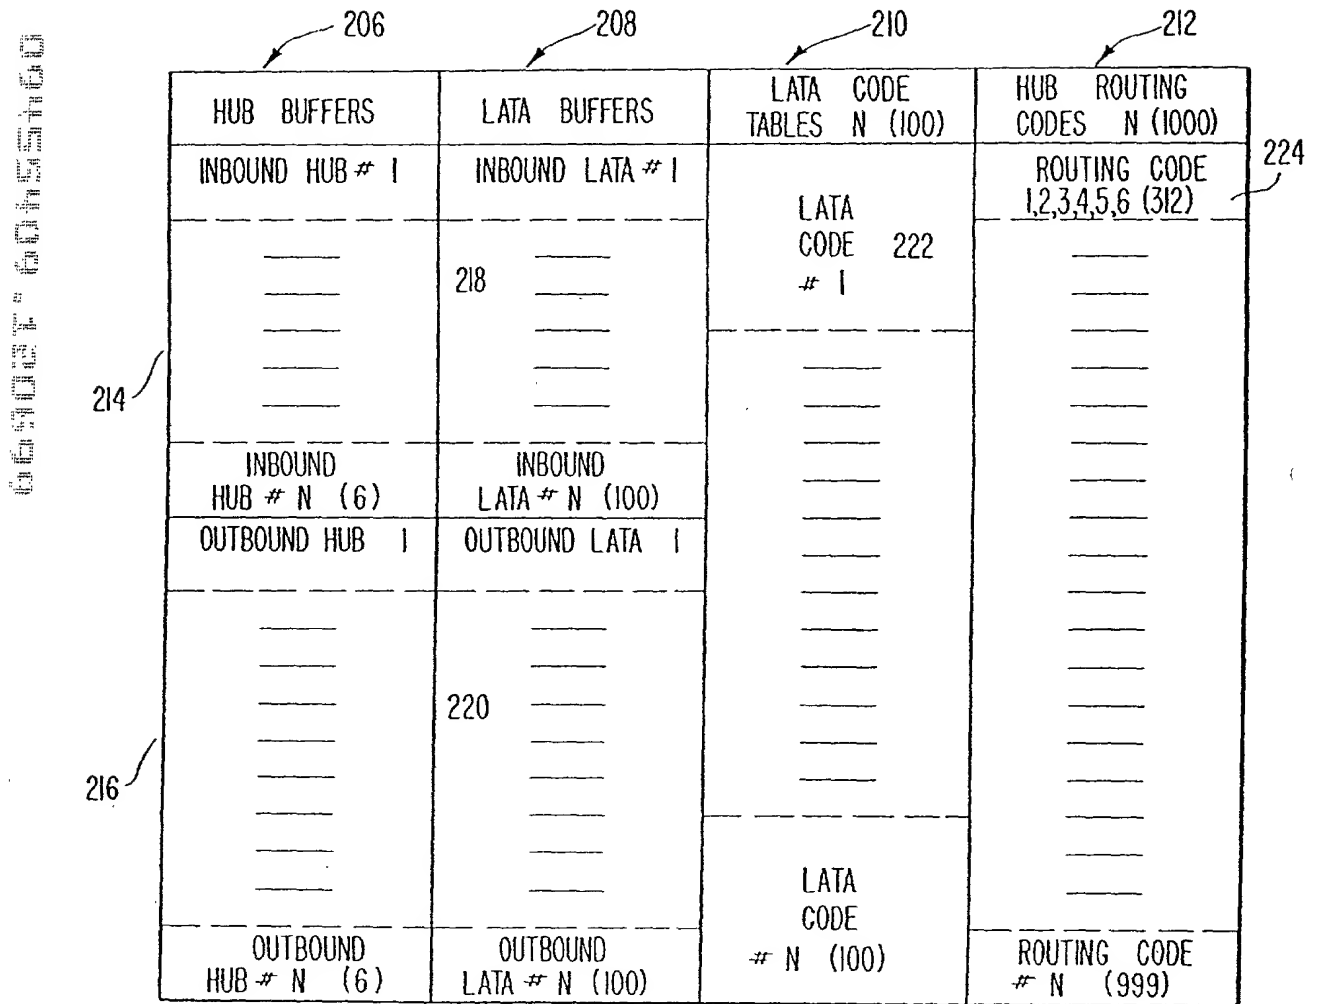 206
208
210
212
HUB BUFFERS
LATA BUFFERS
LATA CODE
TABLES N (100)
HUB ROUTING
CODES N (1000)
INBOUND HUB # 1
INBOUND LATA # 1
LATA
CODE 222
# 1
ROUTING CODE
1,2,3,4,5,6 (312)
224
218
214
INBOUND
HUB # N (6)
INBOUND
LATA # N (100)
OUTBOUND HUB 1
OUTBOUND LATA 1
220
216
LATA
CODE
# N (100)
OUTBOUND
HUB # N (6)
OUTBOUND
LATA # N (100)
ROUTING CODE
# N (999)